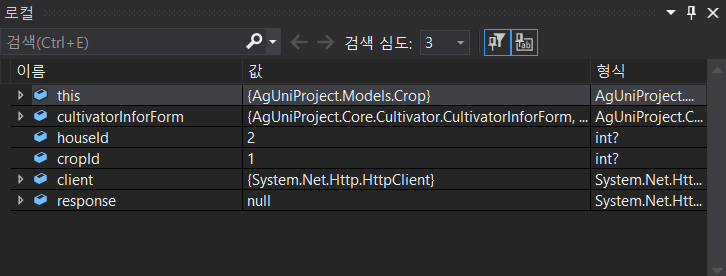 로컬
검색(Ctrl+E) 검색 심도: 3
이름 값 형식
this {AgUniProject.Models.Crop} AgUniProject....
cultivatorInforForm {AgUniProject.Core.Cultivator.CultivatorInforForm, ... AgUniProject.C...
houseId 2 int?
cropId 1 int?
client {System.Net.Http.HttpClient} System.Net.Htt...
response null System.Net.Htt...